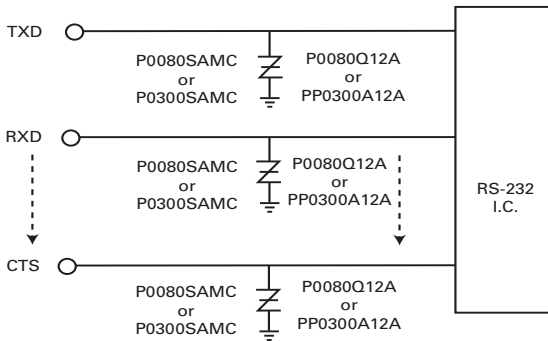 TXD
P0080SAMC
or
P0300SAMC
P0080Q12A
or
PP0300A12A
RXD
P0080SAMC
or
P0300SAMC
P0080Q12A
or
PP0300A12A
RS-232
I.C.
CTS
P0080SAMC
or
P0300SAMC
P0080Q12A
or
PP0300A12A